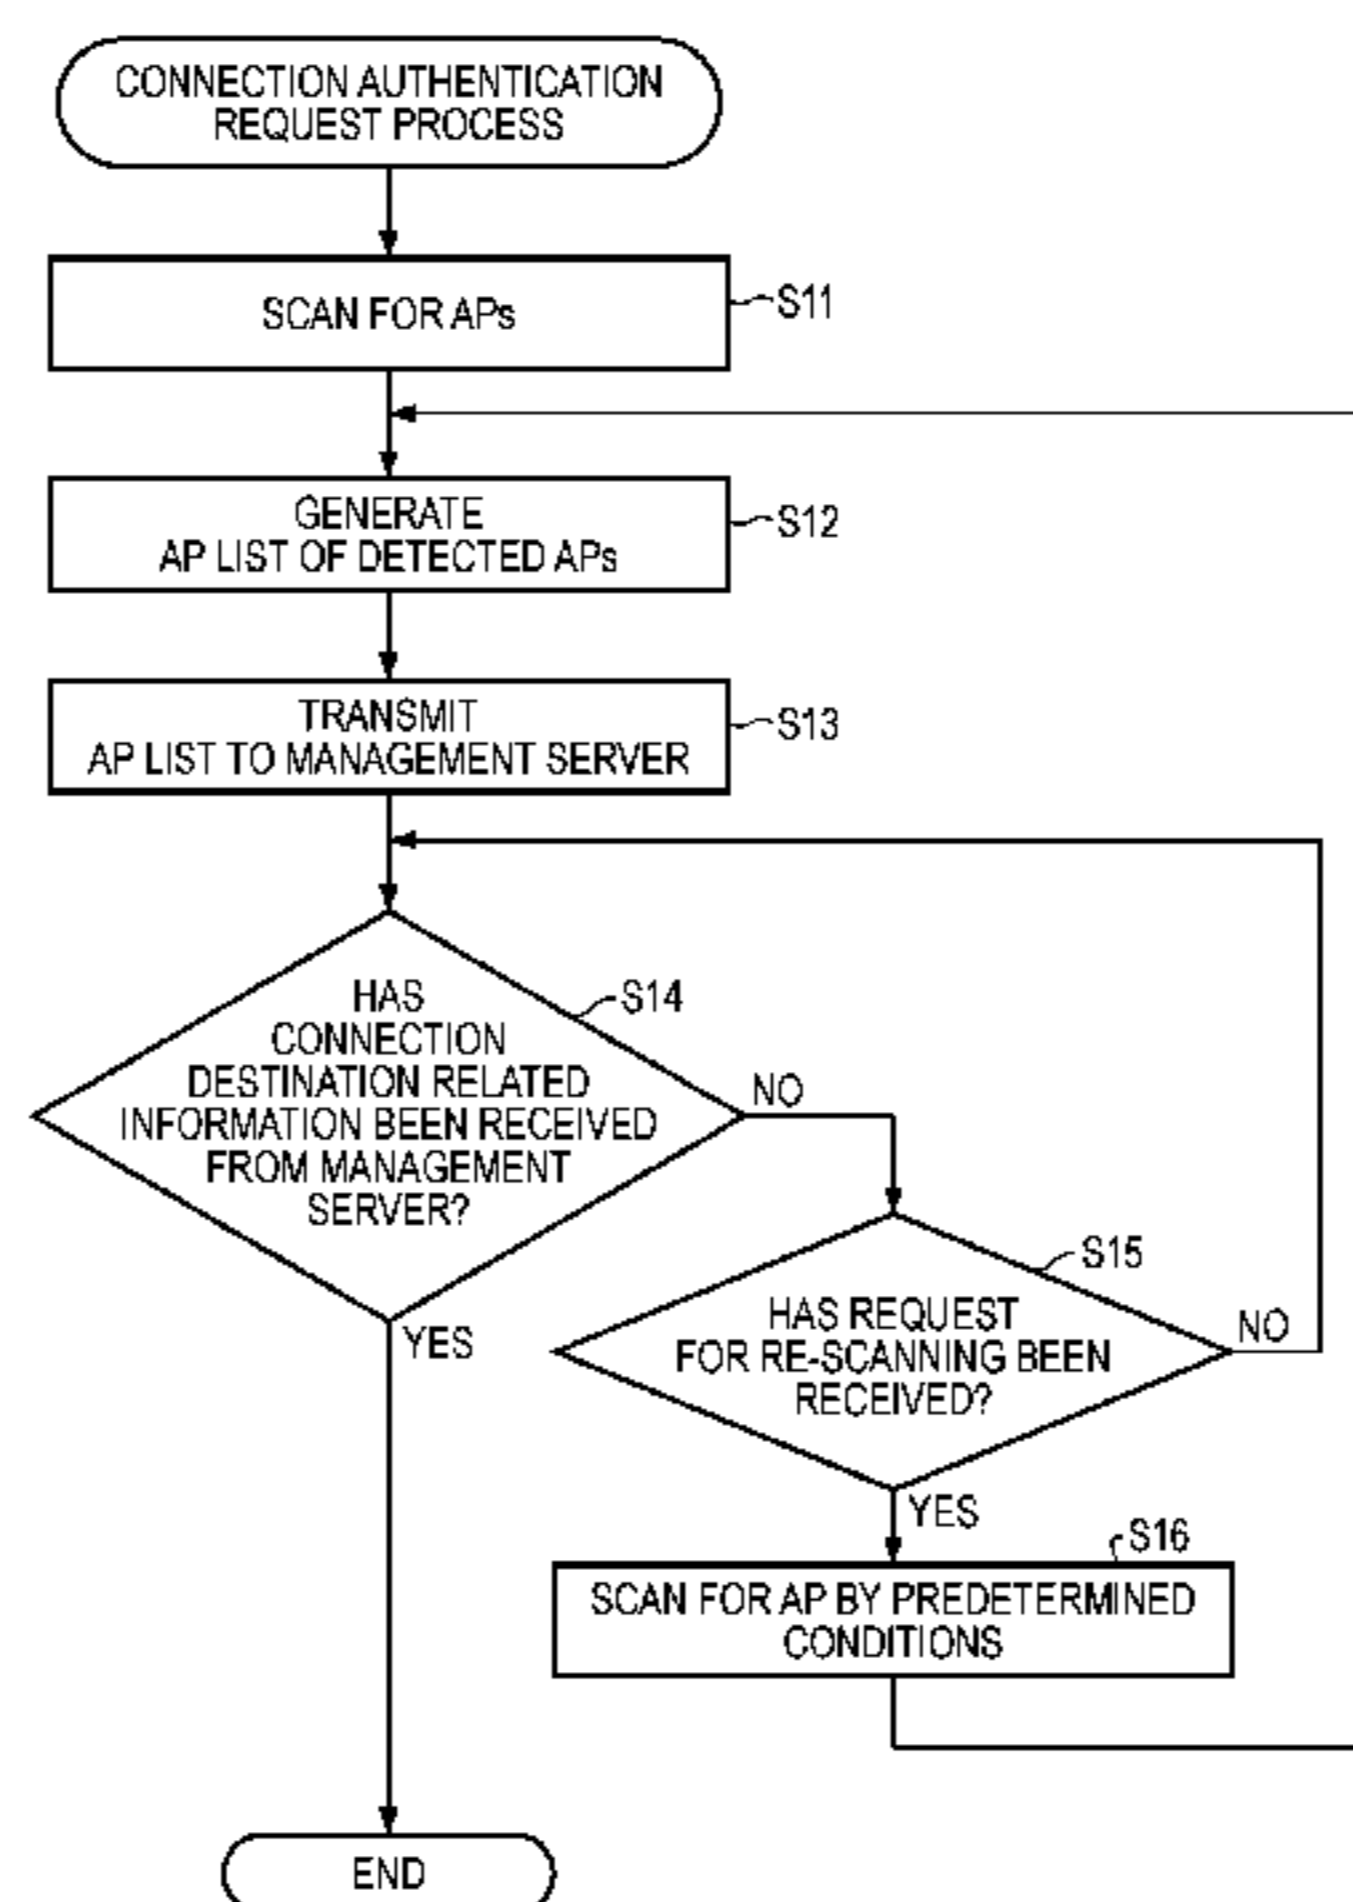 CONNECTION AUTHENTICATION
REQUEST PROCESS
SCAN FOR APs
S11
GENERATE
AP LIST OF DETECTED APs
S12
TRANSMIT
AP LIST TO MANAGEMENT SERVER
S13
HAS
CONNECTION
DESTINATION RELATED
INFORMATION BEEN RECEIVED
FROM MANAGEMENT
SERVER?
S14
NO
YES
HAS REQUEST
FOR RE-SCANNING BEEN
RECEIVED?
S15
NO
YES
SCAN FOR AP BY PREDETERMINED
CONDITIONS
S16
END